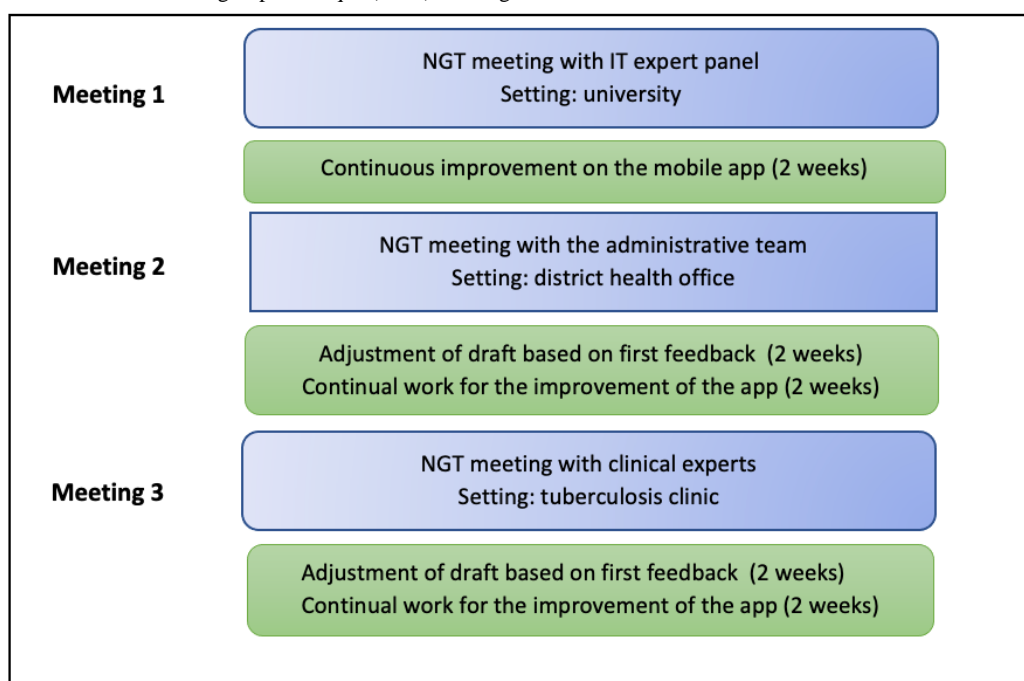 Meeting 1
NGT meeting with IT expert panel
Setting: university
Continuous improvement on the mobile app (2 weeks)
Meeting 2
NGT meeting with the administrative team
Setting: district health office
Adjustment of draft based on first feedback (2 weeks)
Continual work for the improvement of the app (2 weeks)
Meeting 3
NGT meeting with clinical experts
Setting: tuberculosis clinic
Adjustment of draft based on first feedback (2 weeks)
Continual work for the improvement of the app (2 weeks)